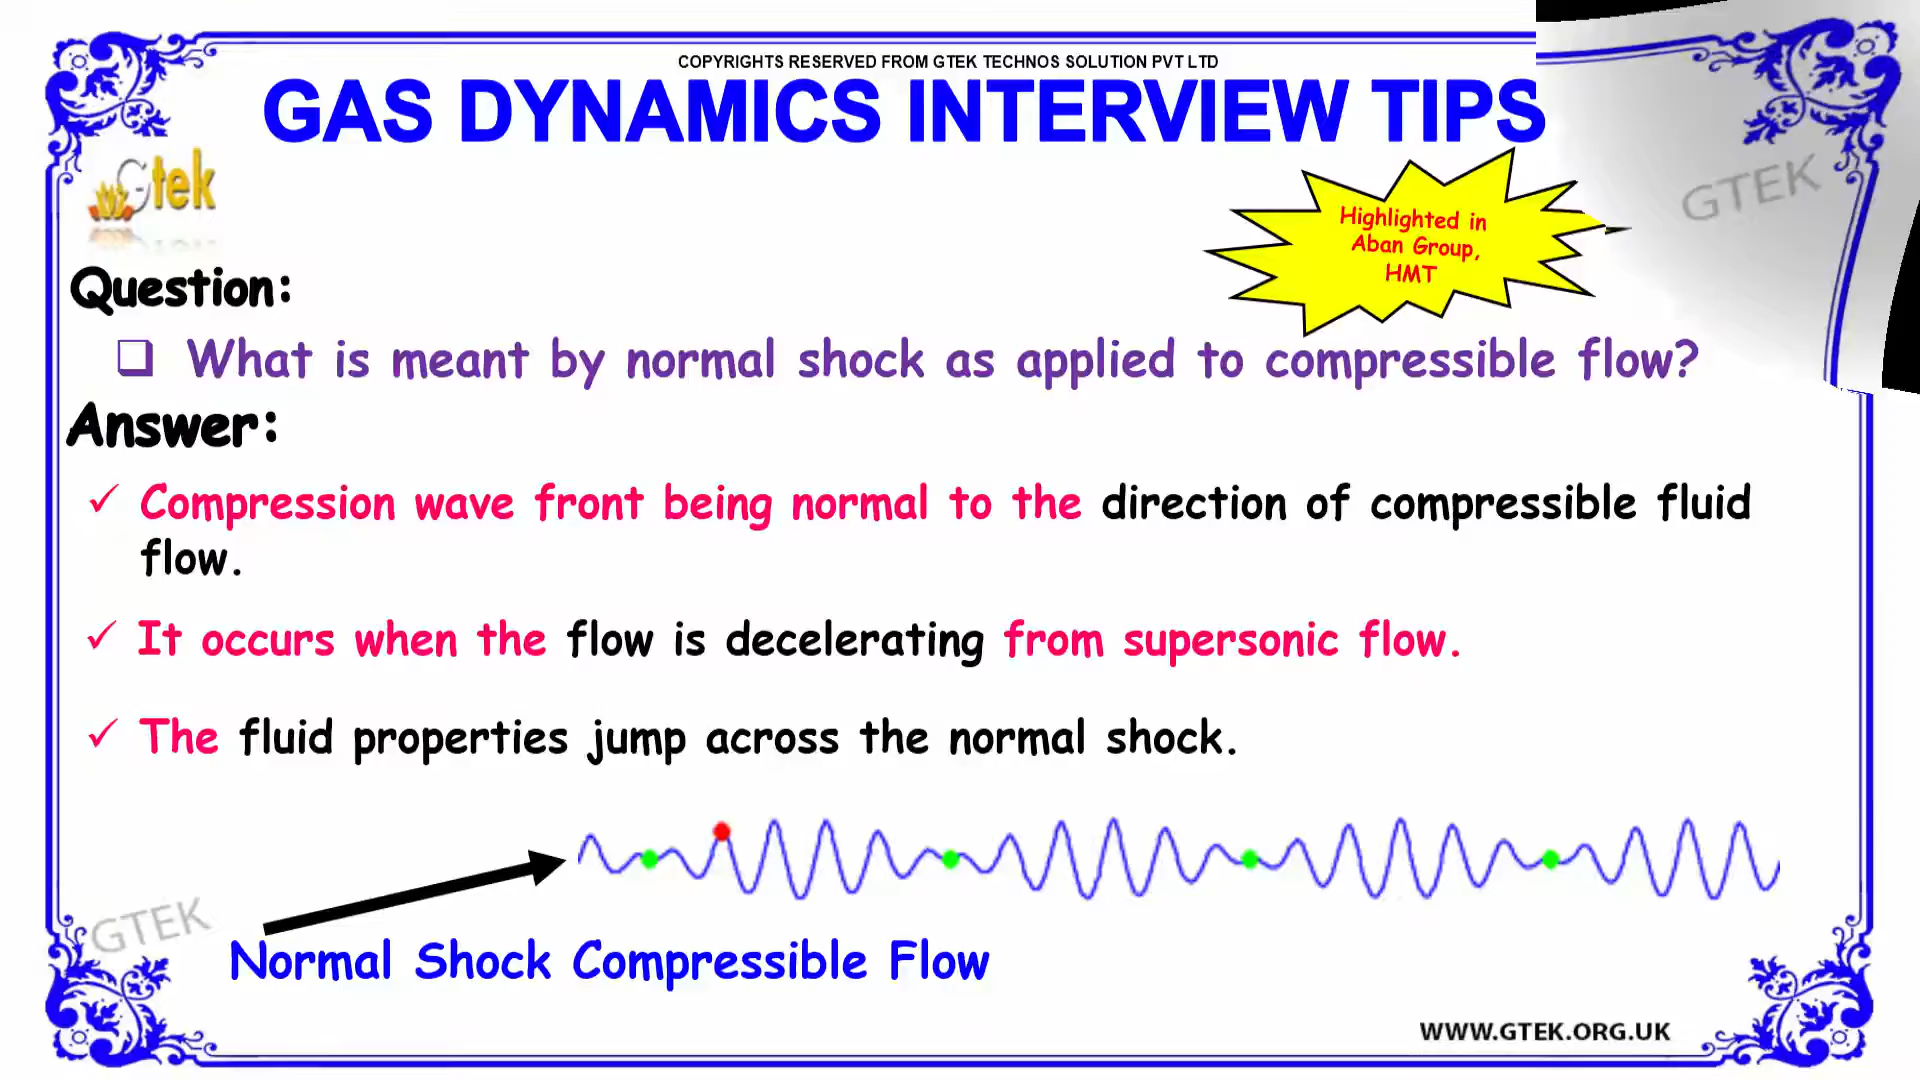 COPYRIGHTS RESERVED FROM GTEK TECHNOS SOLUTION PVT LTD
GAS DYNAMICS INTERVIEW TIPS
Gtek
GTEK
Highlighted in
Aban Group,
HMT
Question:
What is meant by normal shock as applied to compressible flow?
Answer:
Compression wave front being normal to the direction of compressible fluid
flow.
It occurs when the flow is decelerating from supersonic flow.
The fluid properties jump across the normal shock.
GTEK
Normal Shock Compressible Flow
WWW.GTEK.ORG.UK